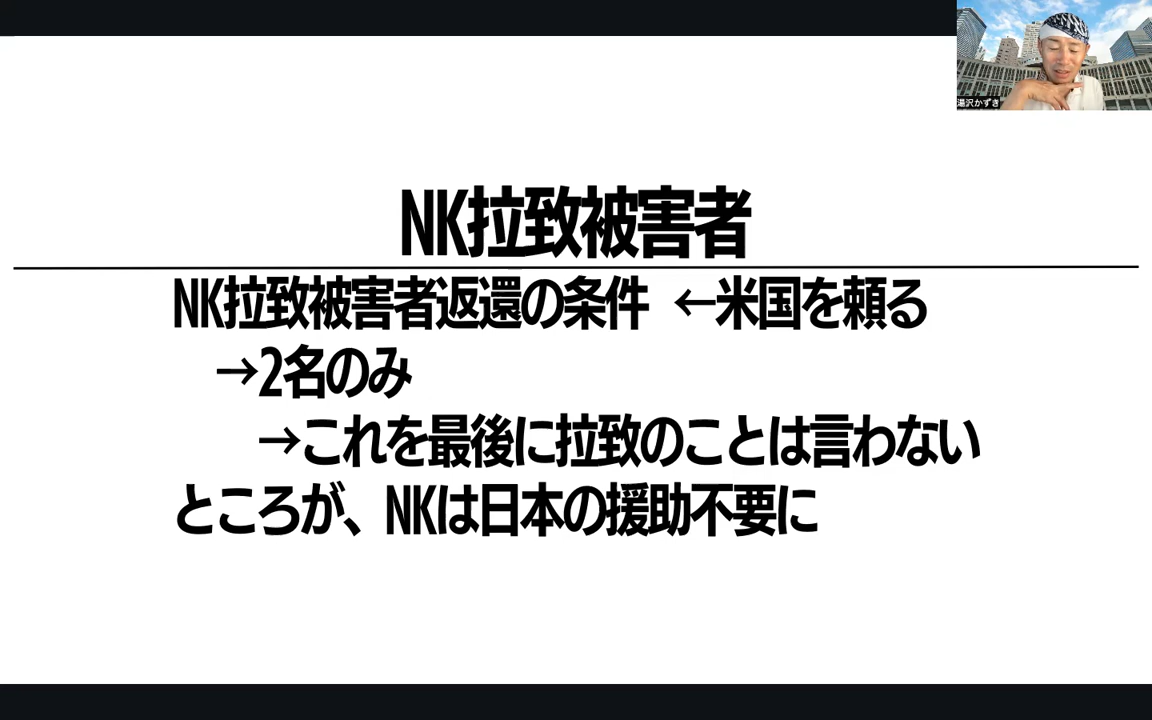 湯沢かずき
NK拉致被害者
NK拉致被害者返還の条件 ←米国を頼る
→2名のみ
→これを最後に拉致のことは言わない
ところが、NKは日本の援助不要に